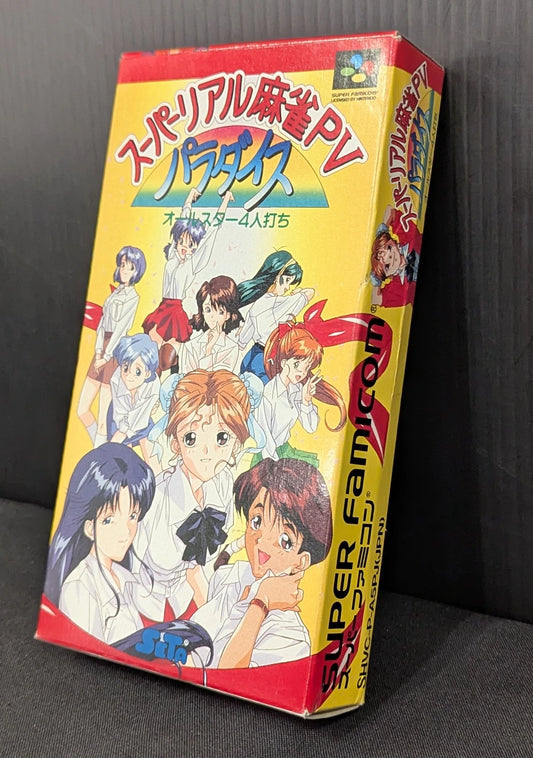 スーパーリアル麻雀PV
パラダイス
オールスター4人打ち
SUPER FAMICOM
LICENSED BY NINTENDO
SETA
スーパーリアル麻雀PV
パラダイス
SUPER FAMICOM®
スーパーファミコン®
SHVC-P-A5PJ(JPN)